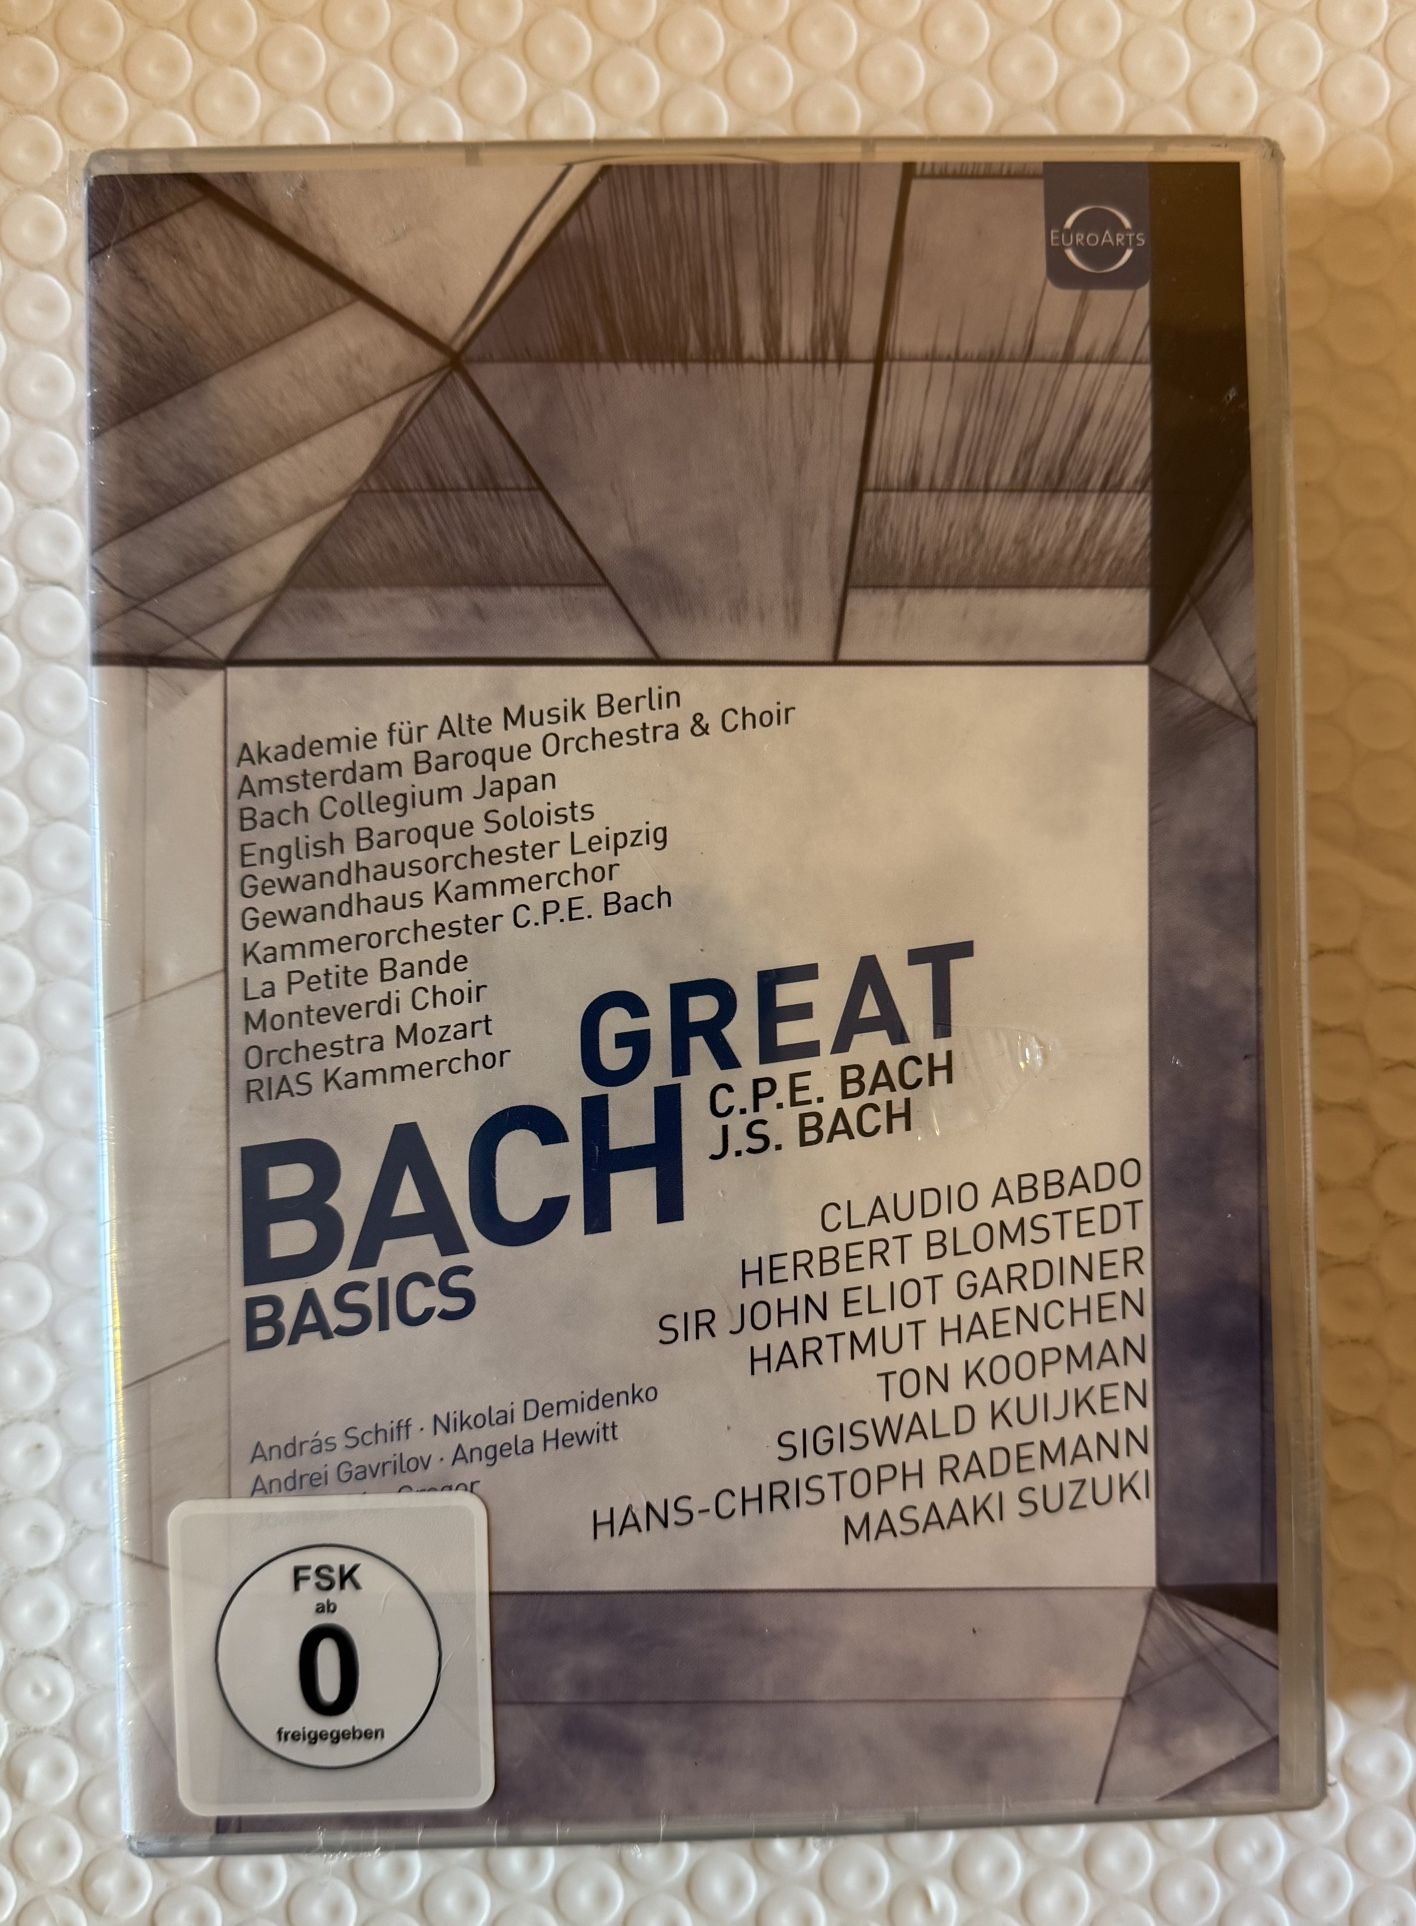 EUROARTS
Akademie für Alte Musik Berlin
Amsterdam Baroque Orchestra & Choir
Bach Collegium Japan
English Baroque Soloists
Gewandhausorchester Leipzig
Gewandhaus Kammerchor
Kammerorchester C.P.E. Bach
La Petite Bande
Monteverdi Choir
Orchestra Mozart
RIAS Kammerchor
GREAT
BACH
C.P.E. BACH
J.S. BACH
BASICS
CLAUDIO ABBADO
HERBERT BLOMSTEDT
SIR JOHN ELIOT GARDINER
HARTMUT HAENCHEN
TON KOOPMAN
SIGISWALD KUIJKEN
HANS-CHRISTOPH RADEMANN
MASAAKI SUZUKI
András Schiff · Nikolai Demidenko
Andrei Gavrilov · Angela Hewitt
FSK
ab
0
freigegeben